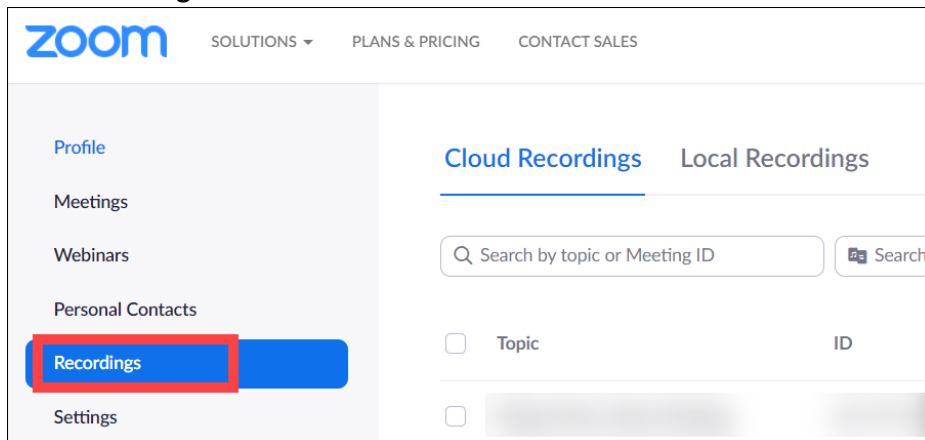 zoom SOLUTIONS PLANS & PRICING CONTACT SALES
Profile
Meetings
Webinars
Personal Contacts
Recordings
Settings
Cloud Recordings Local Recordings
Search by topic or Meeting ID Search
Topic ID